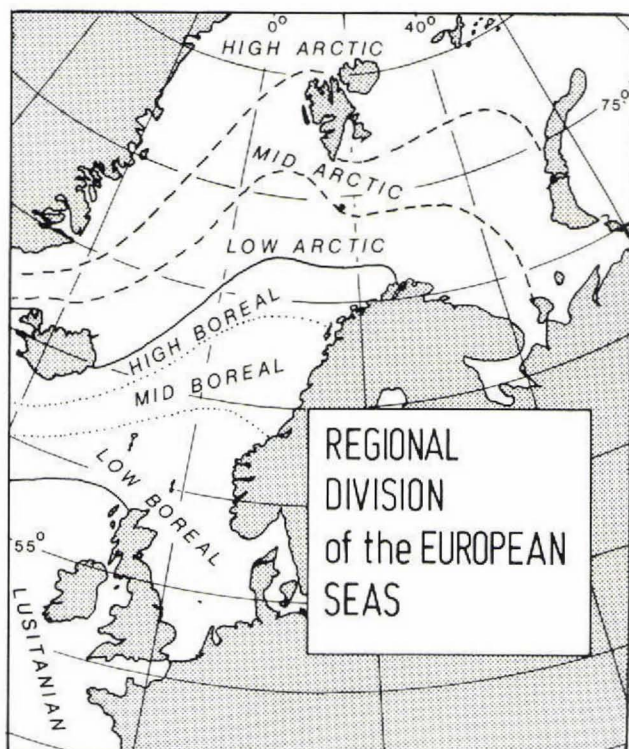 0°
40°
HIGH ARCTIC
75°
MID ARCTIC
LOW ARCTIC
HIGH BOREAL
MID BOREAL
LOW BOREAL
REGIONAL
DIVISION
of the EUROPEAN
SEAS
55°
LUSITANIAN